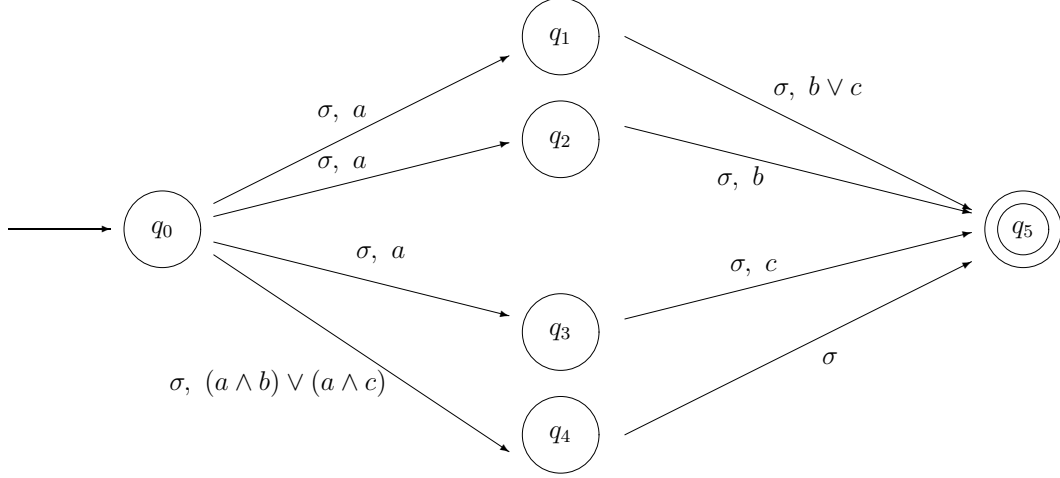 q₁
σ, b ∨ c
σ, a
q₂
σ, a
σ, b
q₀
q₅
σ, a
σ, c
q₃
σ
σ, (a ∧ b) ∨ (a ∧ c)
q₄